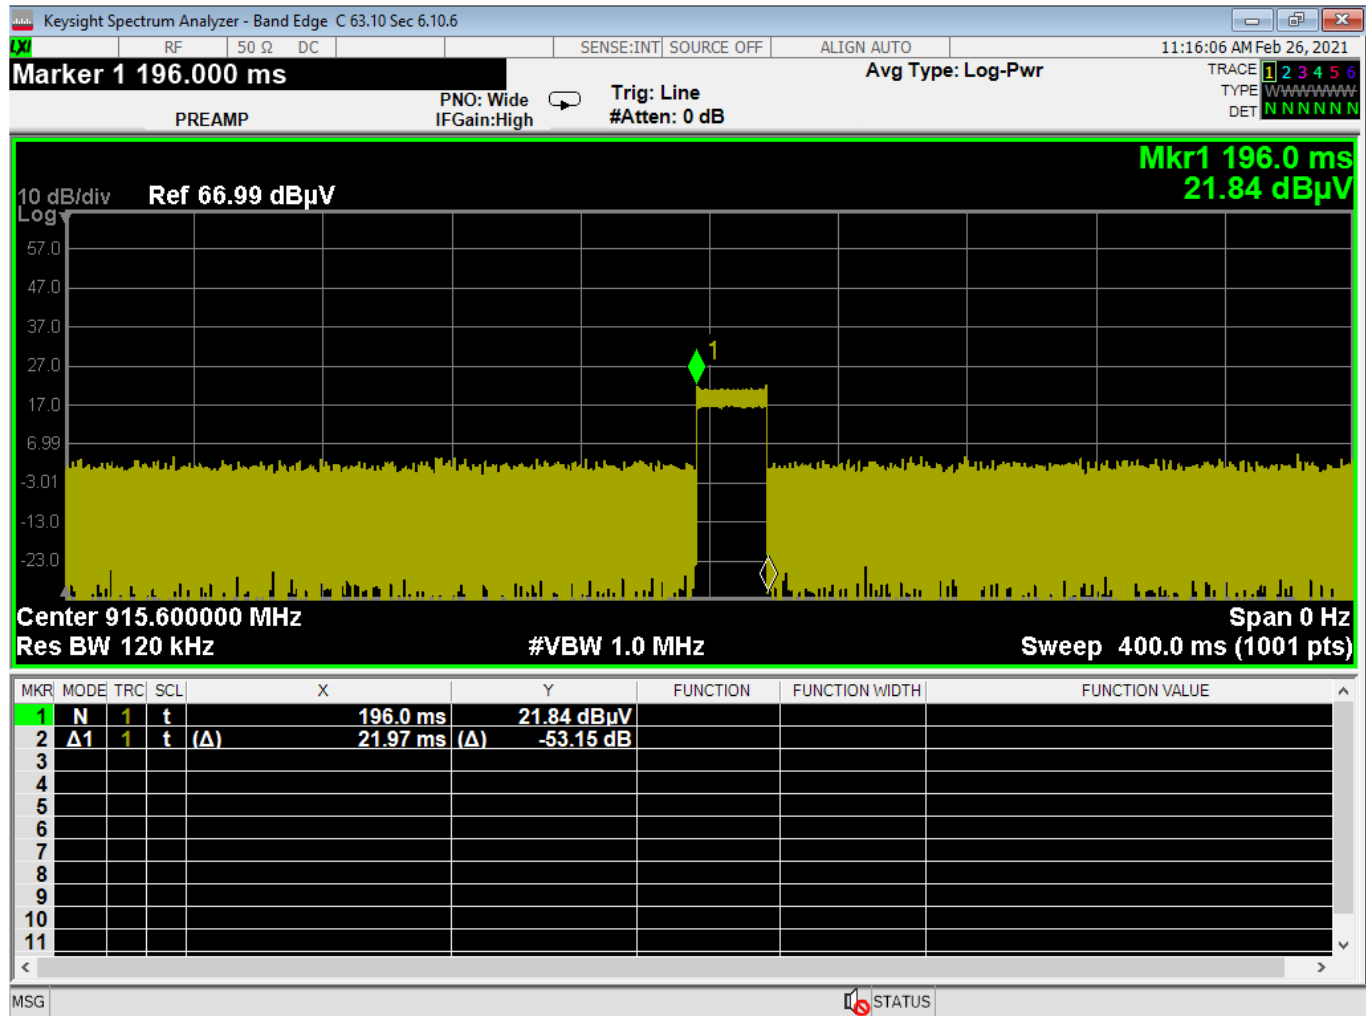 Keysight Spectrum Analyzer - Band Edge C 63.10 Sec 6.10.6
LXI RF 50 Ω DC SENSE:INT SOURCE OFF ALIGN AUTO 11:16:06 AM Feb 26, 2021
Marker 1 196.000 ms
Avg Type: Log-Pwr
TRACE 1 2 3 4 5 6
TYPE WWWWWW
DET N N N N N N
PREAMP
PNO: Wide
IFGain:High
Trig: Line
#Atten: 0 dB
Mkr1 196.0 ms
21.84 dBµV
10 dB/div Ref 66.99 dBµV
Log
57.0
47.0
37.0
1
27.0
17.0
6.99
-3.01
-13.0
-23.0
Center 915.600000 MHz Span 0 Hz
Res BW 120 kHz #VBW 1.0 MHz Sweep 400.0 ms (1001 pts)
MKR MODE TRC SCL X Y FUNCTION FUNCTION WIDTH FUNCTION VALUE
1 N 1 t 196.0 ms 21.84 dBµV
2 Δ1 1 t (Δ) 21.97 ms (Δ) -53.15 dB
3
4
5
6
7
8
9
10
11
MSG STATUS